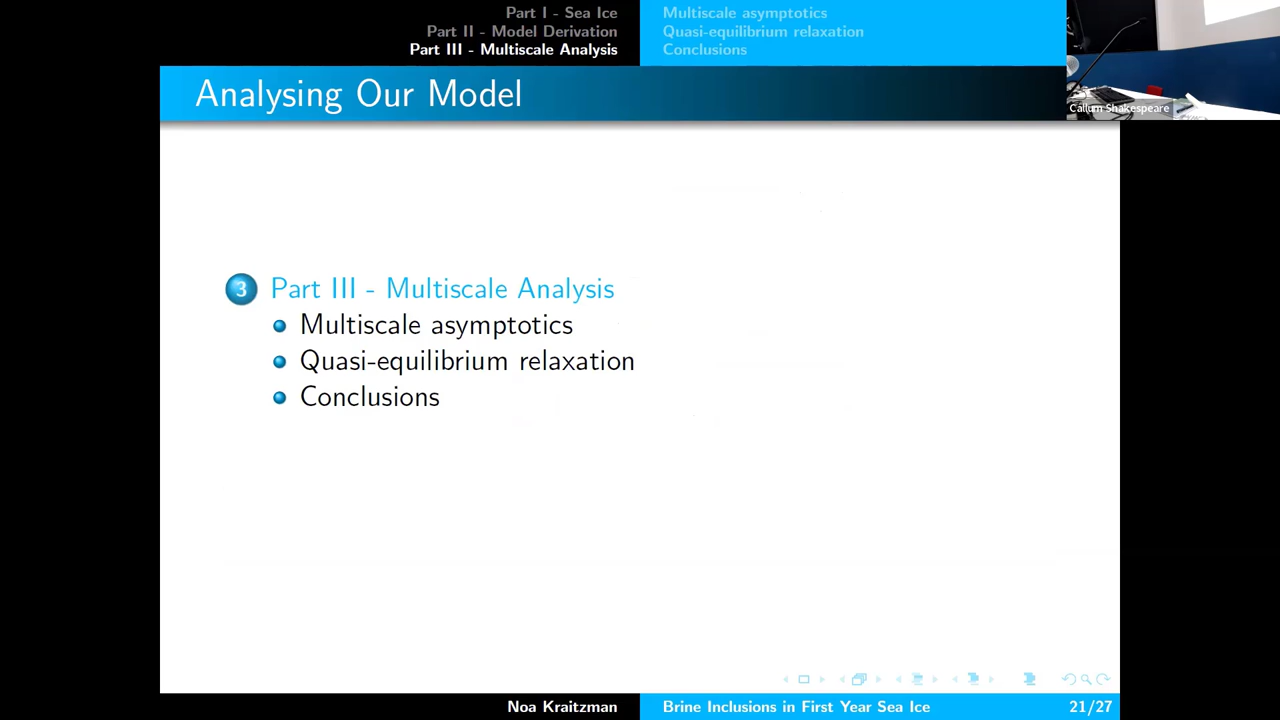 Part I - Sea Ice
Part II - Model Derivation
Part III - Multiscale Analysis
Multiscale asymptotics
Quasi-equilibrium relaxation
Conclusions
Callum Shakespeare
Analysing Our Model
3 Part III - Multiscale Analysis
Multiscale asymptotics
Quasi-equilibrium relaxation
Conclusions
Noa Kraitzman
Brine Inclusions in First Year Sea Ice
21/27